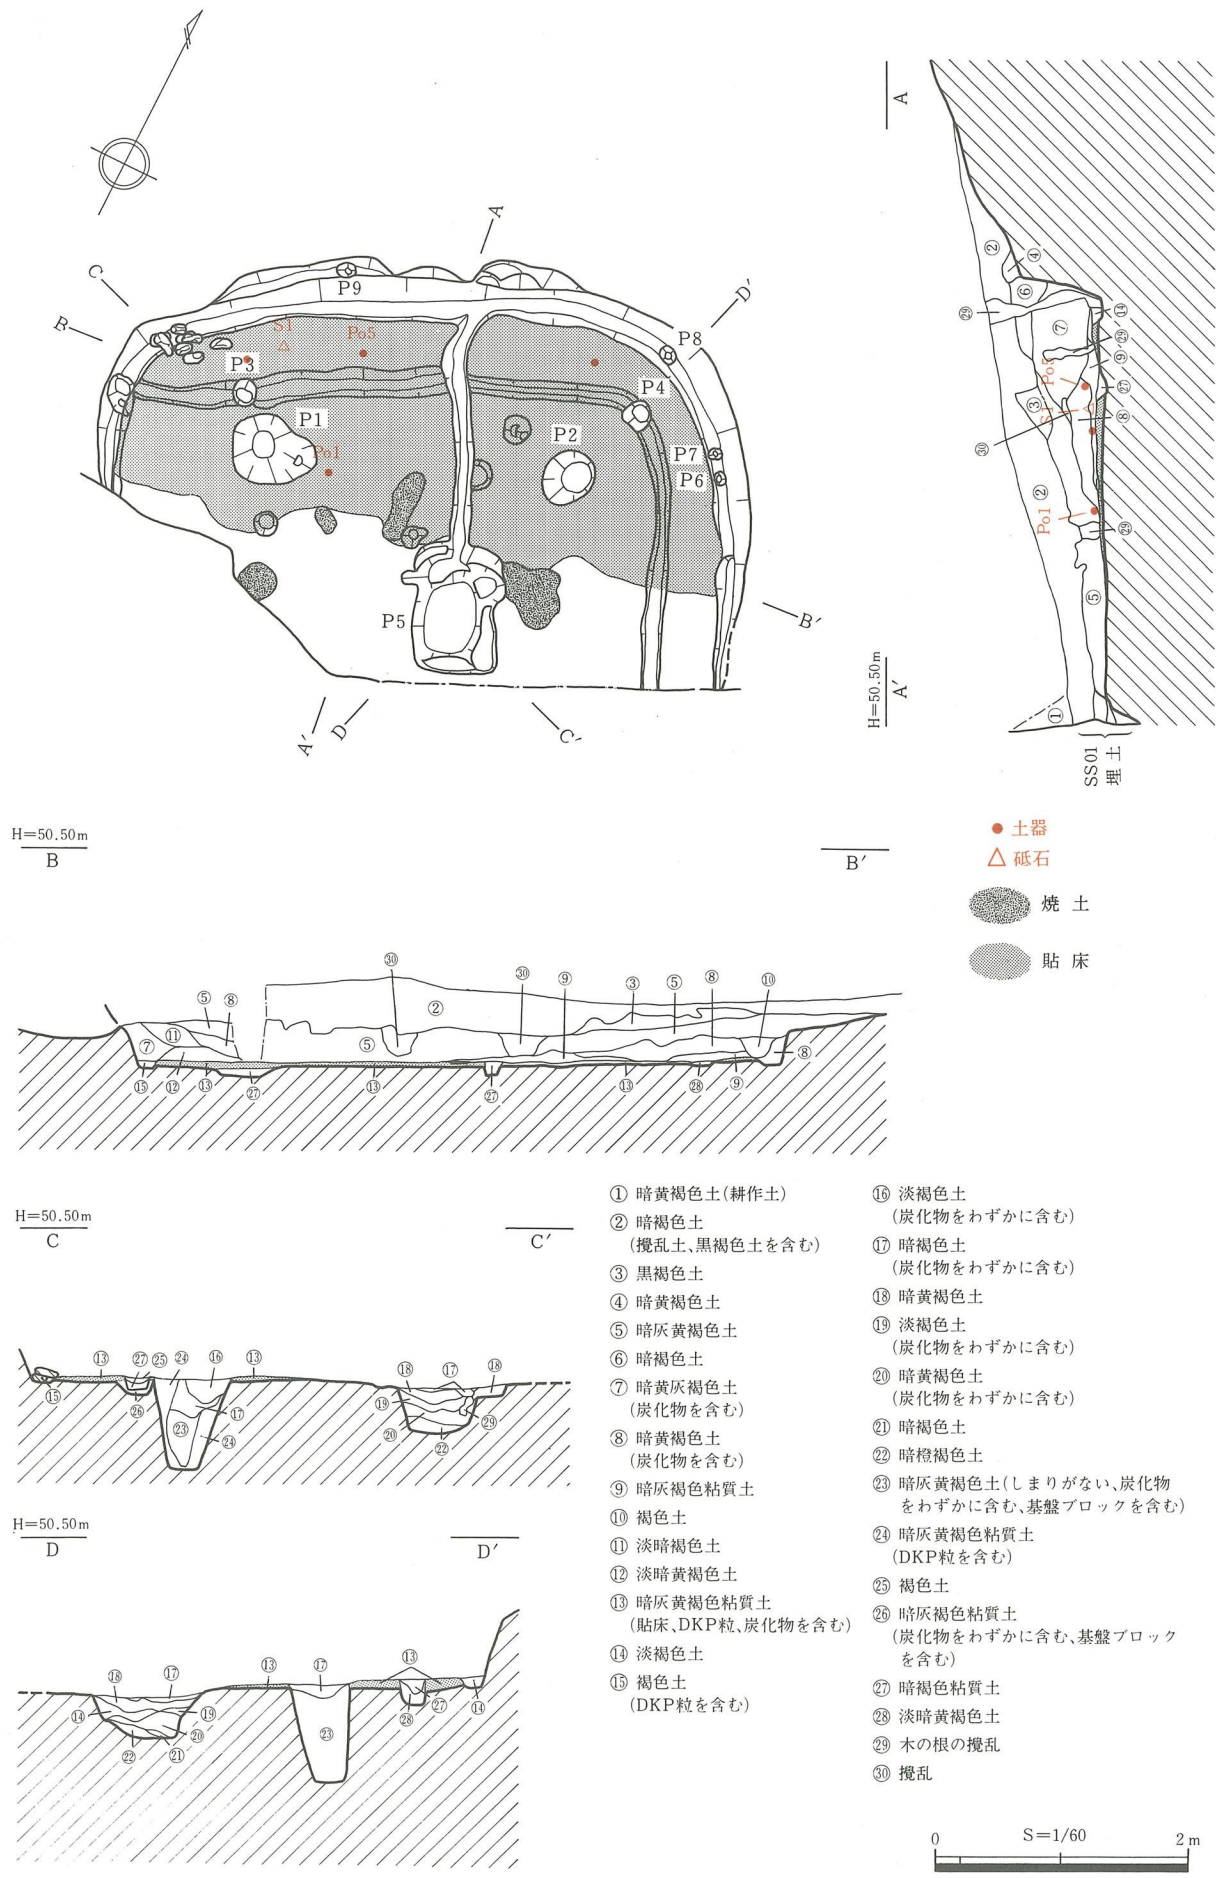 A
A
C
D′
B
P9
S1
Po5
P8
P3
P4
P1
P2
Po1
P7
P6
P5
B′
A′
D
C′
②
④
⑥
㉙
⑭
⑦
㉙
⑨
Po5
㉗
③
S1
⑧
㉚
②
Po1
㉙
⑤
H=50.50m
A′
①
SS01
埋土
土器
砥石
焼土
貼床
H=50.50m
B
B′
㉚
㉚
⑨
③
⑤
⑧
⑩
⑤
⑧
②
⑪
⑦
⑤
⑧
⑮
⑫
⑬
㉗
⑬
㉗
⑬
㉘
⑨
H=50.50m
C
C′
⑬
㉗
㉕
㉔
⑯
⑬
⑱
⑰
⑱
⑮
㉖
⑰
⑲
㉓
㉙
㉔
⑳
㉒
H=50.50m
D
D′
⑬
⑱
⑰
⑬
⑰
⑭
⑲
㉗
⑭
㉘
⑳
㉓
㉒
㉑
① 暗黄褐色土(耕作土)
② 暗褐色土
(攪乱土、黒褐色土を含む)
③ 黒褐色土
④ 暗黄褐色土
⑤ 暗灰黄褐色土
⑥ 暗褐色土
⑦ 暗黄灰褐色土
(炭化物を含む)
⑧ 暗黄褐色土
(炭化物を含む)
⑨ 暗灰褐色粘質土
⑩ 褐色土
⑪ 淡暗褐色土
⑫ 淡暗黄褐色土
⑬ 暗灰黄褐色粘質土
(貼床、DKP粒、炭化物を含む)
⑭ 淡褐色土
⑮ 褐色土
(DKP粒を含む)
⑯ 淡褐色土
(炭化物をわずかに含む)
⑰ 暗褐色土
(炭化物をわずかに含む)
⑱ 暗黄褐色土
⑲ 淡褐色土
(炭化物をわずかに含む)
⑳ 暗黄褐色土
(炭化物をわずかに含む)
㉑ 暗褐色土
㉒ 暗橙褐色土
㉓ 暗灰黄褐色土(しまりがない、炭化物
をわずかに含む、基盤ブロックを含む)
㉔ 暗灰黄褐色粘質土
(DKP粒を含む)
㉕ 褐色土
㉖ 暗灰褐色粘質土
(炭化物をわずかに含む、基盤ブロック
を含む)
㉗ 暗褐色粘質土
㉘ 淡暗黄褐色土
㉙ 木の根の攪乱
㉚ 攪乱
0 S=1/60 2m